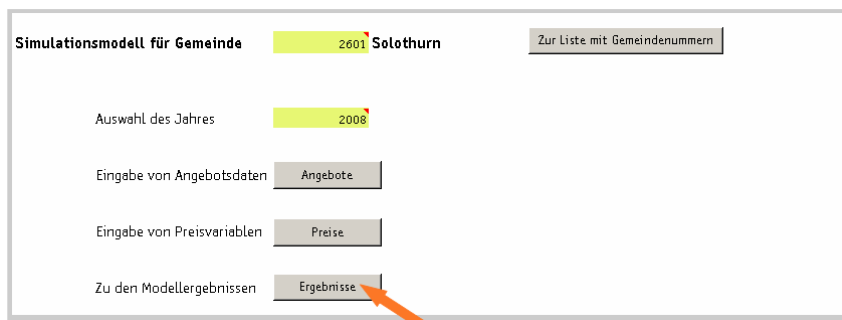 Simulationsmodell für Gemeinde 2601 Solothurn Zur Liste mit Gemeindenummern
Auswahl des Jahres 2008
Eingabe von Angebotsdaten Angebote
Eingabe von Preisvariablen Preise
Zu den Modellergebnissen Ergebnisse